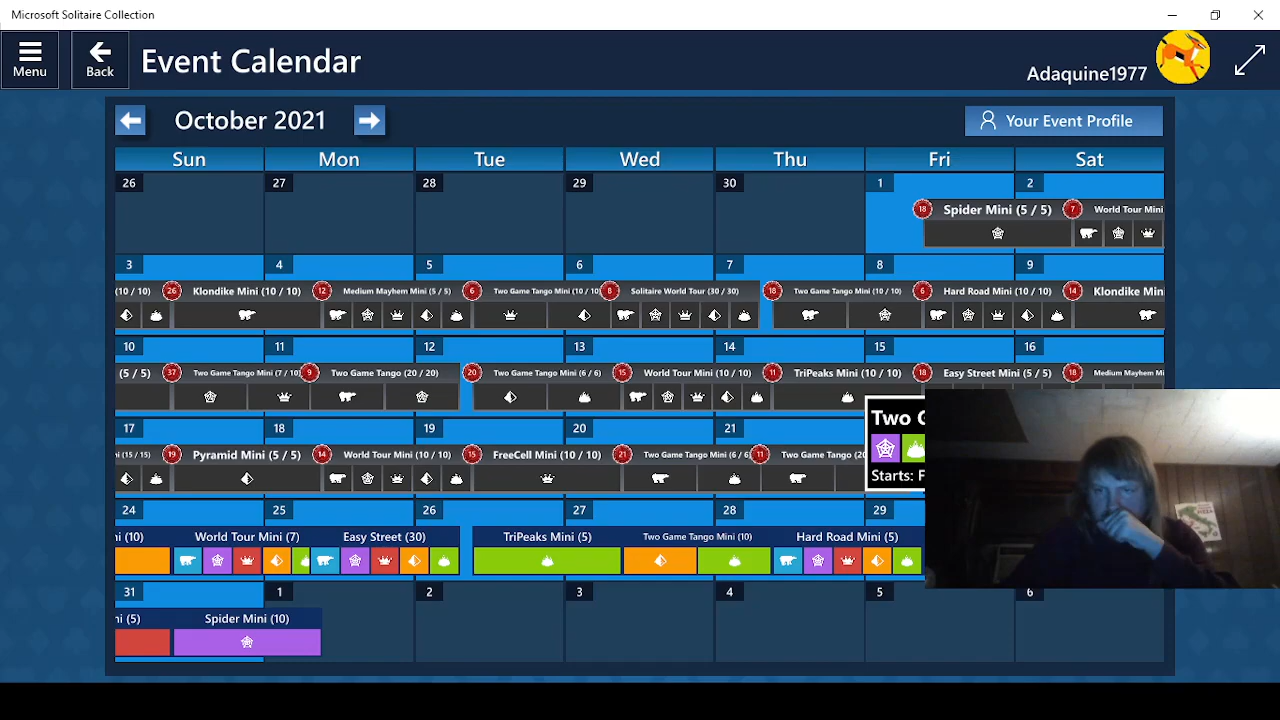 Microsoft Solitaire Collection
Menu
Back
Event Calendar
Adaquine1977
October 2021
Your Event Profile
Sun Mon Tue Wed Thu Fri Sat
26 27 28 29 30 1 2
18 Spider Mini (5 / 5) 7 World Tour Mini
3 4 5 6 7 8 9
(10 / 10) 26 Klondike Mini (10 / 10) 12 Medium Mayhem Mini (5 / 5) 6 Two Game Tango Mini (10 / 10) 8 Solitaire World Tour (30 / 30) 18 Two Game Tango Mini (10 / 10) 6 Hard Road Mini (10 / 10) 14 Klondike Min
10 11 12 13 14 15 16
(5 / 5) 37 Two Game Tango Mini (7 / 10) 9 Two Game Tango (20 / 20) 20 Two Game Tango Mini (6 / 6) 15 World Tour Mini (10 / 10) 11 TriPeaks Mini (10 / 10) 18 Easy Street Mini (5 / 5) 18 Medium Mayhem Mi
17 18 19 20 21
ni (15 / 15) 19 Pyramid Mini (5 / 5) 14 World Tour Mini (10 / 10) 15 FreeCell Mini (10 / 10) 21 Two Game Tango Mini (6 / 6) 11 Two Game Tango (20
Two G
Starts: F
24 25 26 27 28 29
ni (10) World Tour Mini (7) Easy Street (30) TriPeaks Mini (5) Two Game Tango Mini (10) Hard Road Mini (5)
31 1 2 3 4 5 6
ni (5) Spider Mini (10)